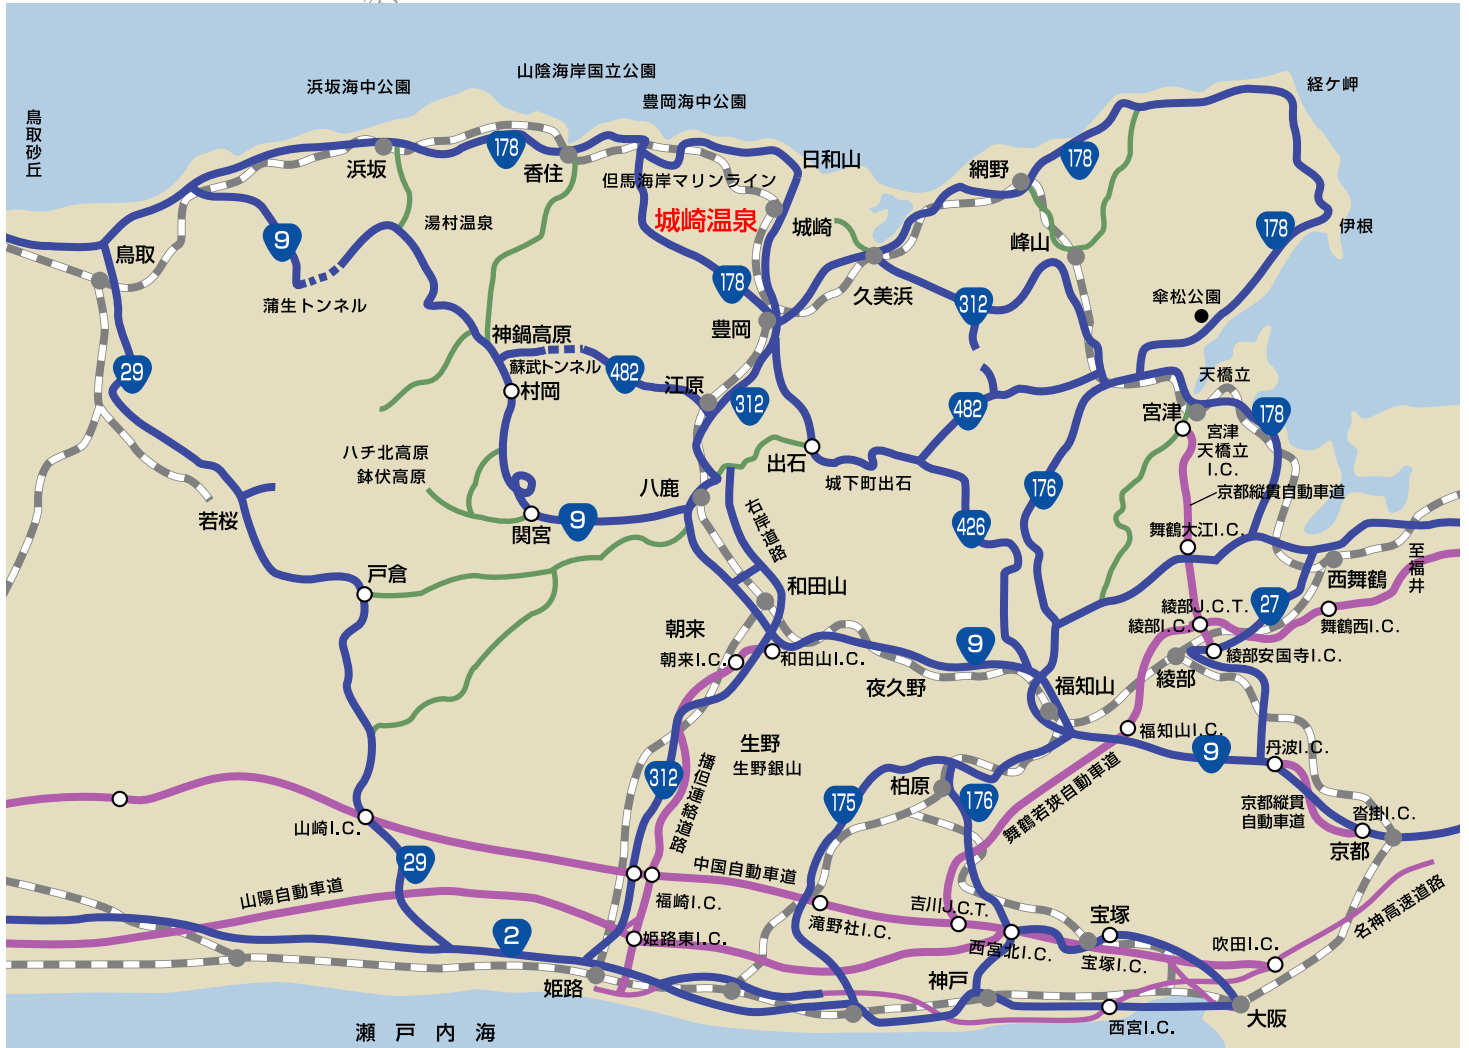 山陰海岸国立公園
浜坂海中公園
豊岡海中公園
経ケ岬
鳥取砂丘
178
178
浜坂
香住
日和山
網野
但馬海岸マリンライン
城崎温泉
湯村温泉
城崎
峰山
178
伊根
9
鳥取
178
久美浜
傘松公園
蒲生トンネル
312
豊岡
神鍋高原
蘇武トンネル
29
482
村岡
江原
312
482
天橋立
宮津
178
宮津
天橋立
I.C.
ハチ北高原
鉢伏高原
出石
城下町出石
八鹿
176
京都縦貫自動車道
若桜
関宮
9
右岸道路
426
舞鶴大江I.C.
至福井
戸倉
和田山
西舞鶴
綾部J.C.T.
27
綾部I.C.
舞鶴西I.C.
朝来
朝来I.C.
和田山I.C.
9
綾部安国寺I.C.
夜久野
福知山
綾部
生野
生野銀山
福知山I.C.
9
丹波I.C.
312
播但連絡道路
柏原
175
176
舞鶴若狭自動車道
京都縦貫
自動車道
沓掛I.C.
京都
山崎I.C.
29
中国自動車道
山陽自動車道
福崎I.C.
滝野社I.C.
吉川J.C.T.
宝塚
名神高速道路
2
姫路東I.C.
西宮北I.C.
宝塚I.C.
吹田I.C.
姫路
神戸
西宮I.C.
大阪
瀬戸内海